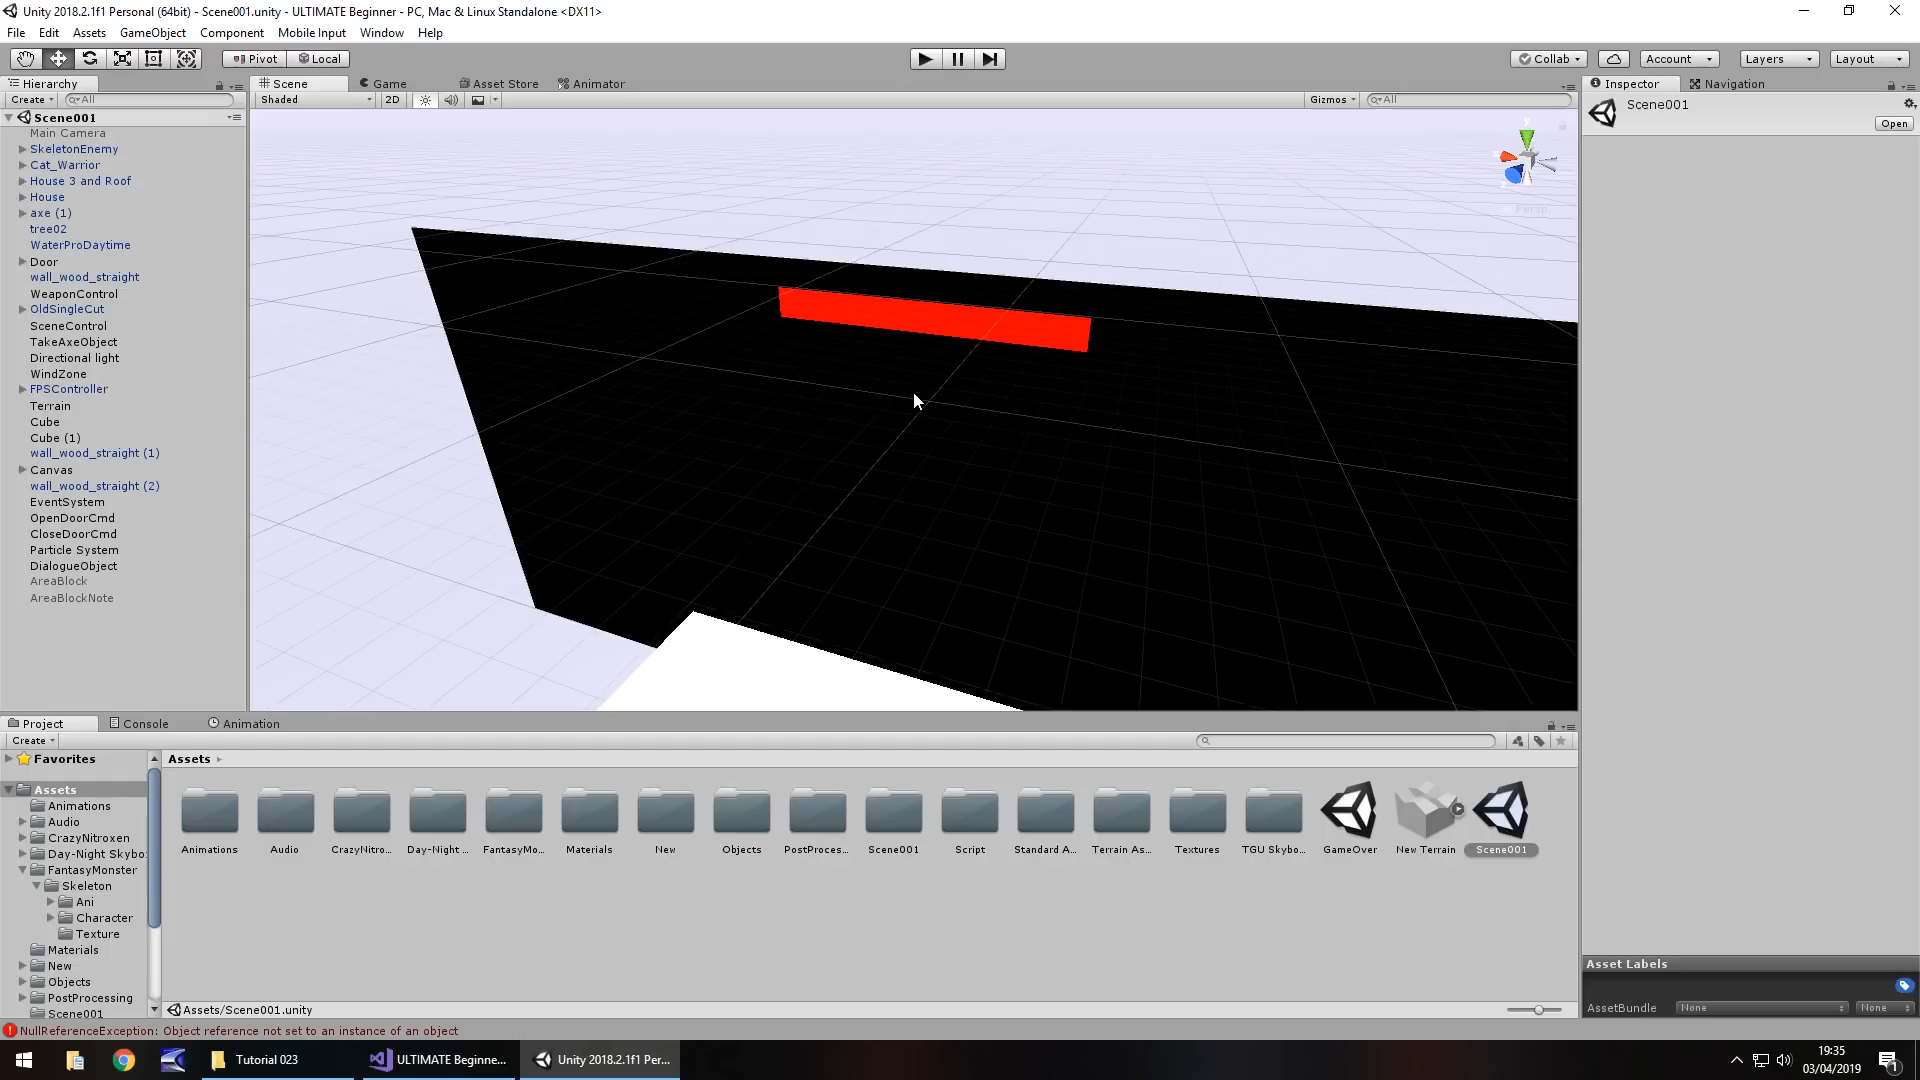 Unity 2018.2.1f1 Personal (64bit) - Scene001.unity - ULTIMATE Beginner - PC, Mac & Linux Standalone <DX11>
File Edit Assets GameObject Component Mobile Input Window Help
Pivot Local Collab Account Layers Layout
Hierarchy Scene Game Asset Store Animator Inspector Navigation
Create All Shaded 2D Gizmos All
Scene001
Scene001
Open
Main Camera
SkeletonEnemy
Cat_Warrior
House 3 and Roof
House
axe (1)
tree02
WaterProDaytime
Door
wall_wood_straight
WeaponControl
OldSingleCut
SceneControl
TakeAxeObject
Directional light
WindZone
FPSController
Terrain
Cube
Cube (1)
wall_wood_straight (1)
Canvas
wall_wood_straight (2)
EventSystem
OpenDoorCmd
CloseDoorCmd
Particle System
DialogueObject
AreaBlock
AreaBlockNote
y
z
Persp
Project Console Animation
Create
Favorites
Assets
Assets
Animations
Audio
CrazyNitroxen
Day-Night Skybo
FantasyMonster
Skeleton
Ani
Character
Texture
Materials
New
Objects
PostProcessing
Scene001
Animations Audio CrazyNitro... Day-Night ... FantasyMo... Materials New Objects PostProces... Scene001 Script Standard A... Terrain As... Textures TGU Skybo... GameOver New Terrain Scene001
Assets/Scene001.unity
Asset Labels
AssetBundle None None
NullReferenceException: Object reference not set to an instance of an object
Tutorial 023 ULTIMATE Beginne... Unity 2018.2.1f1 Per...
19:35
03/04/2019
1